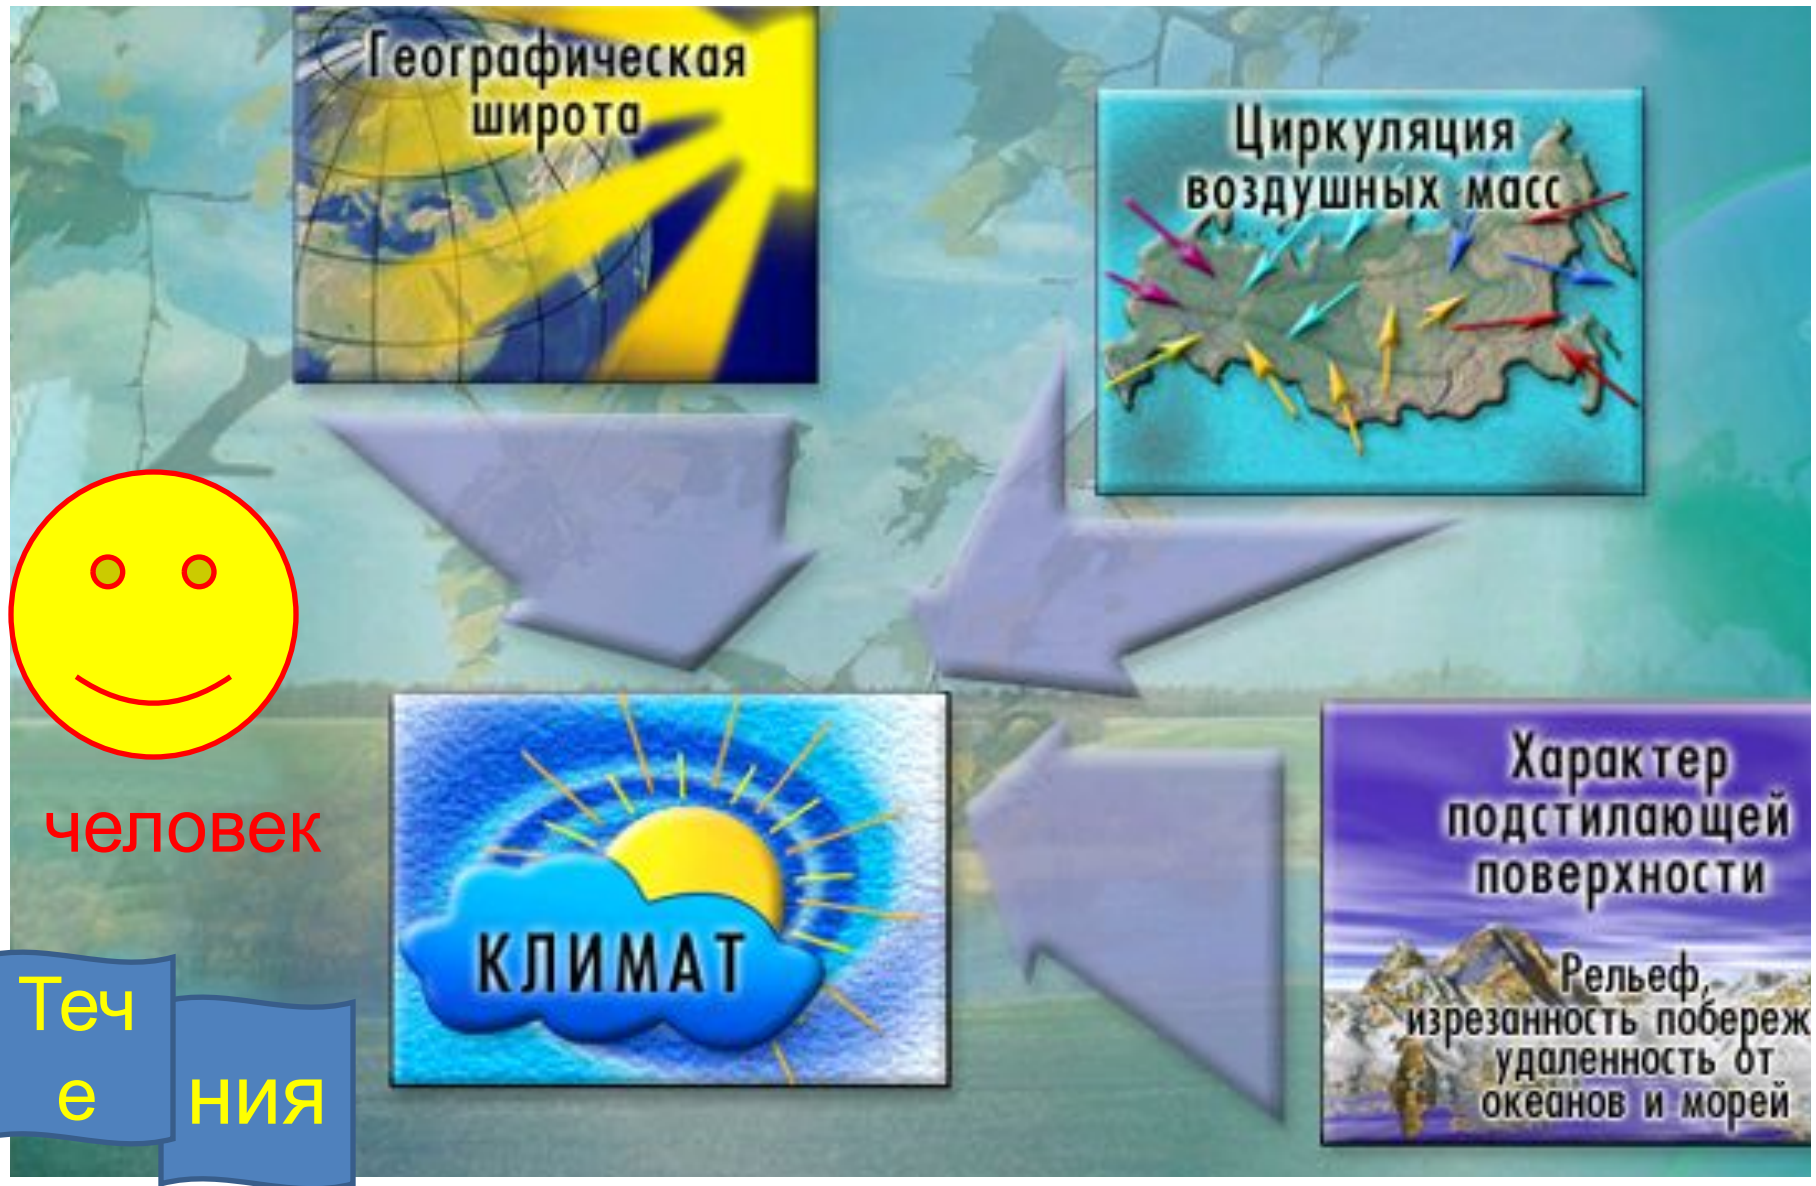 Географическая
широта
Циркуляция
воздушных масс
человек
КЛИМАТ
Характер
подстилающей
поверхности
Рельеф,
изрезанность побереж
удаленность от
океанов и морей
Теч
е
ния